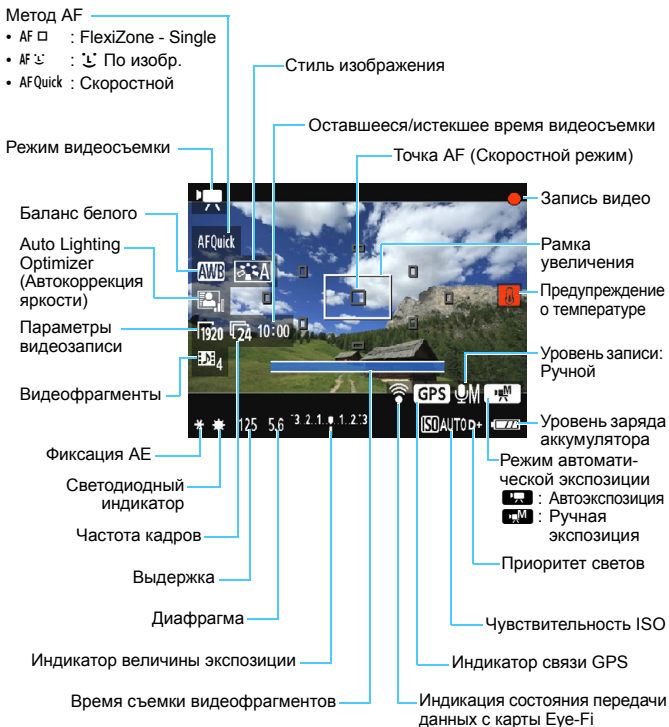 Метод AF
• AF : FlexiZone - Single
• AF : По изобр.
• AFQuick : Скоростной
Стиль изображения
Оставшееся/истекшее время видеосъемки
Режим видеосъемки
Точка AF (Скоростной режим)
Баланс белого
Запись видео
Auto Lighting
Optimizer
(Автокоррекция
яркости)
Рамка
увеличения
Предупреждение
о температуре
Параметры
видеозаписи
Уровень записи:
Ручной
Видеофрагменты
AFQuick
AWB A
1920 24 10:00
4
GPS M M
125 5.6 -3..2..1..|..1..2..3 ISO AUTO D+
Уровень заряда
аккумулятора
Фиксация AE
Режим автомати-
ческой экспозиции
: Автоэкспозиция
M : Ручная
экспозиция
Светодиодный
индикатор
Частота кадров
Приоритет светов
Выдержка
Диафрагма
Чувствительность ISO
Индикатор величины экспозиции
Индикатор связи GPS
Время съемки видеофрагментов
Индикация состояния передачи
данных с карты Eye-Fi